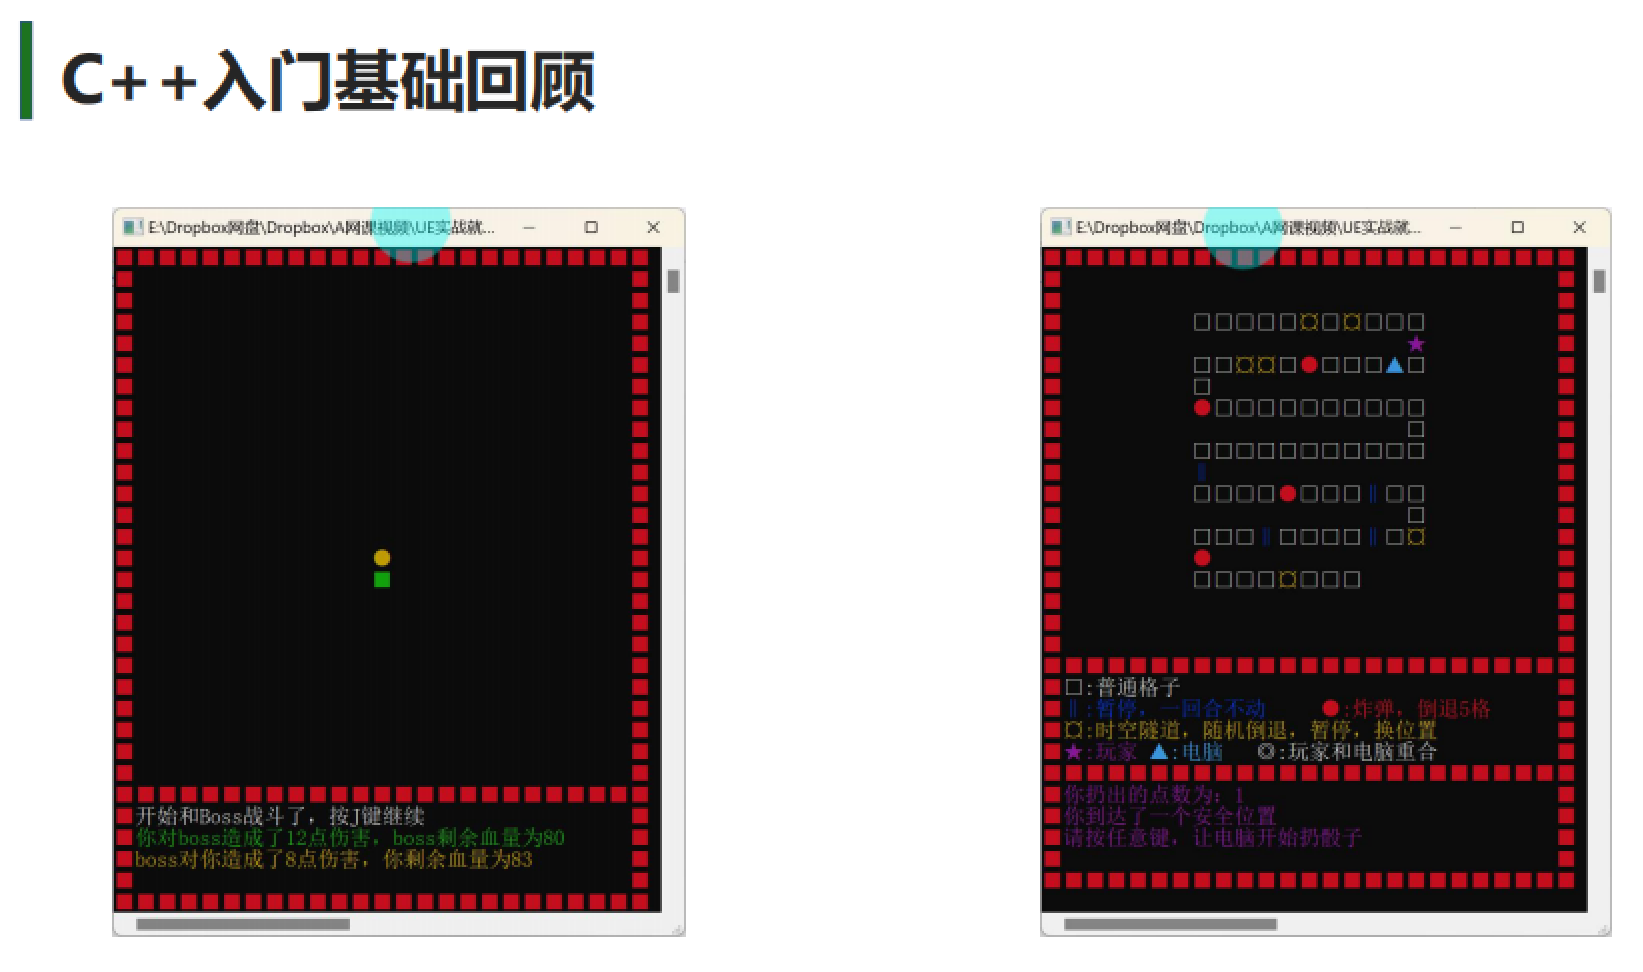 C++入门基础回顾
E:\Dropbox网盘\Dropbox\A网课视频\UE实战就...
开始和Boss战斗了，按J键继续
你对boss造成了12点伤害，boss剩余血量为80
boss对你造成了8点伤害，你剩余血量为83
E:\Dropbox网盘\Dropbox\A网课视频\UE实战就...
□:普通格子
‖:暂停，一回合不动 ●:炸弹，倒退5格
¤:时空隧道，随机倒退，暂停，换位置
★:玩家 ▲:电脑 ◎:玩家和电脑重合
你扔出的点数为: 1
你到达了一个安全位置
请按任意键，让电脑开始扔骰子